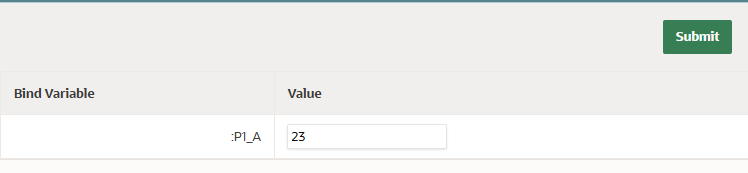 Submit
Bind Variable Value
:P1_A 23